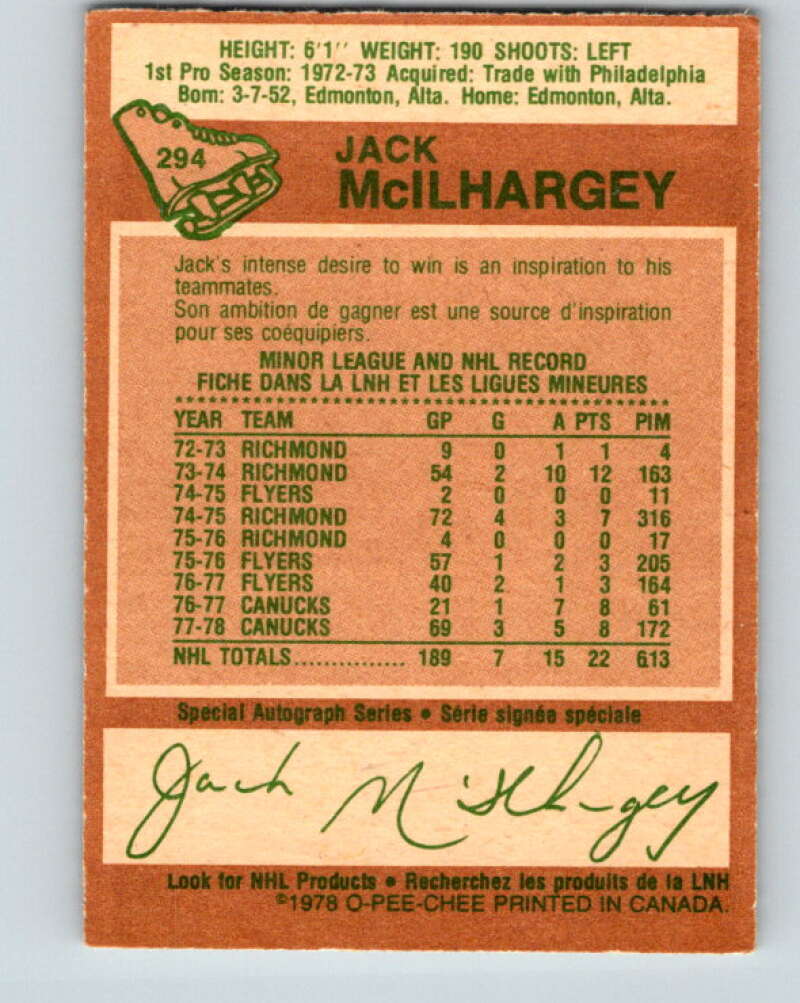 HEIGHT: 6'1'' WEIGHT: 190 SHOOTS: LEFT
1st Pro Season: 1972-73 Acquired: Trade with Philadelphia
Born: 3-7-52, Edmonton, Alta. Home: Edmonton, Alta.
294
JACK
McILHARGEY
Jack's intense desire to win is an inspiration to his
teammates.
Son ambition de gagner est une source d'inspiration
pour ses coéquipiers.
MINOR LEAGUE AND NHL RECORD
FICHE DANS LA LNH ET LES LIGUES MINEURES
YEAR TEAM GP G A PTS PIM
72-73 RICHMOND 9 0 1 1 4
73-74 RICHMOND 54 2 10 12 163
74-75 FLYERS 2 0 0 0 11
74-75 RICHMOND 72 4 3 7 316
75-76 RICHMOND 4 0 0 0 17
75-76 FLYERS 57 1 2 3 205
76-77 FLYERS 40 2 1 3 164
76-77 CANUCKS 21 1 7 8 61
77-78 CANUCKS 69 3 5 8 172
NHL TOTALS............... 189 7 15 22 613
Special Autograph Series • Série signée spéciale
Jack McIlhargey
Look for NHL Products • Recherchez les produits de la LNH
©1978 O-PEE-CHEE PRINTED IN CANADA.